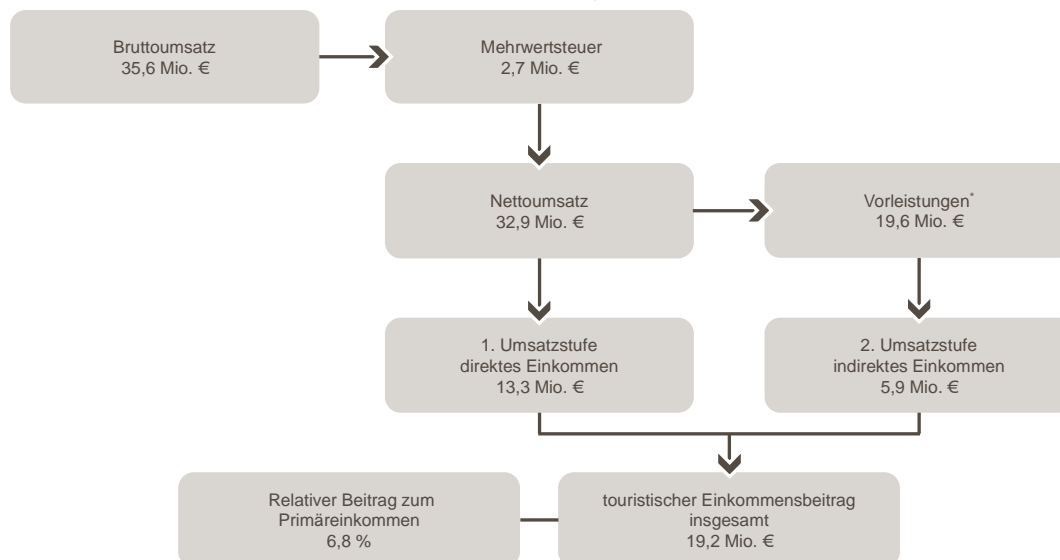 Bruttoumsatz
35,6 Mio. €
Mehrwertsteuer
2,7 Mio. €
Nettoumsatz
32,9 Mio. €
Vorleistungen*
19,6 Mio. €
1. Umsatzstufe
direktes Einkommen
13,3 Mio. €
2. Umsatzstufe
indirektes Einkommen
5,9 Mio. €
Relativer Beitrag zum
Primäreinkommen
6,8 %
touristischer Einkommensbeitrag
insgesamt
19,2 Mio. €